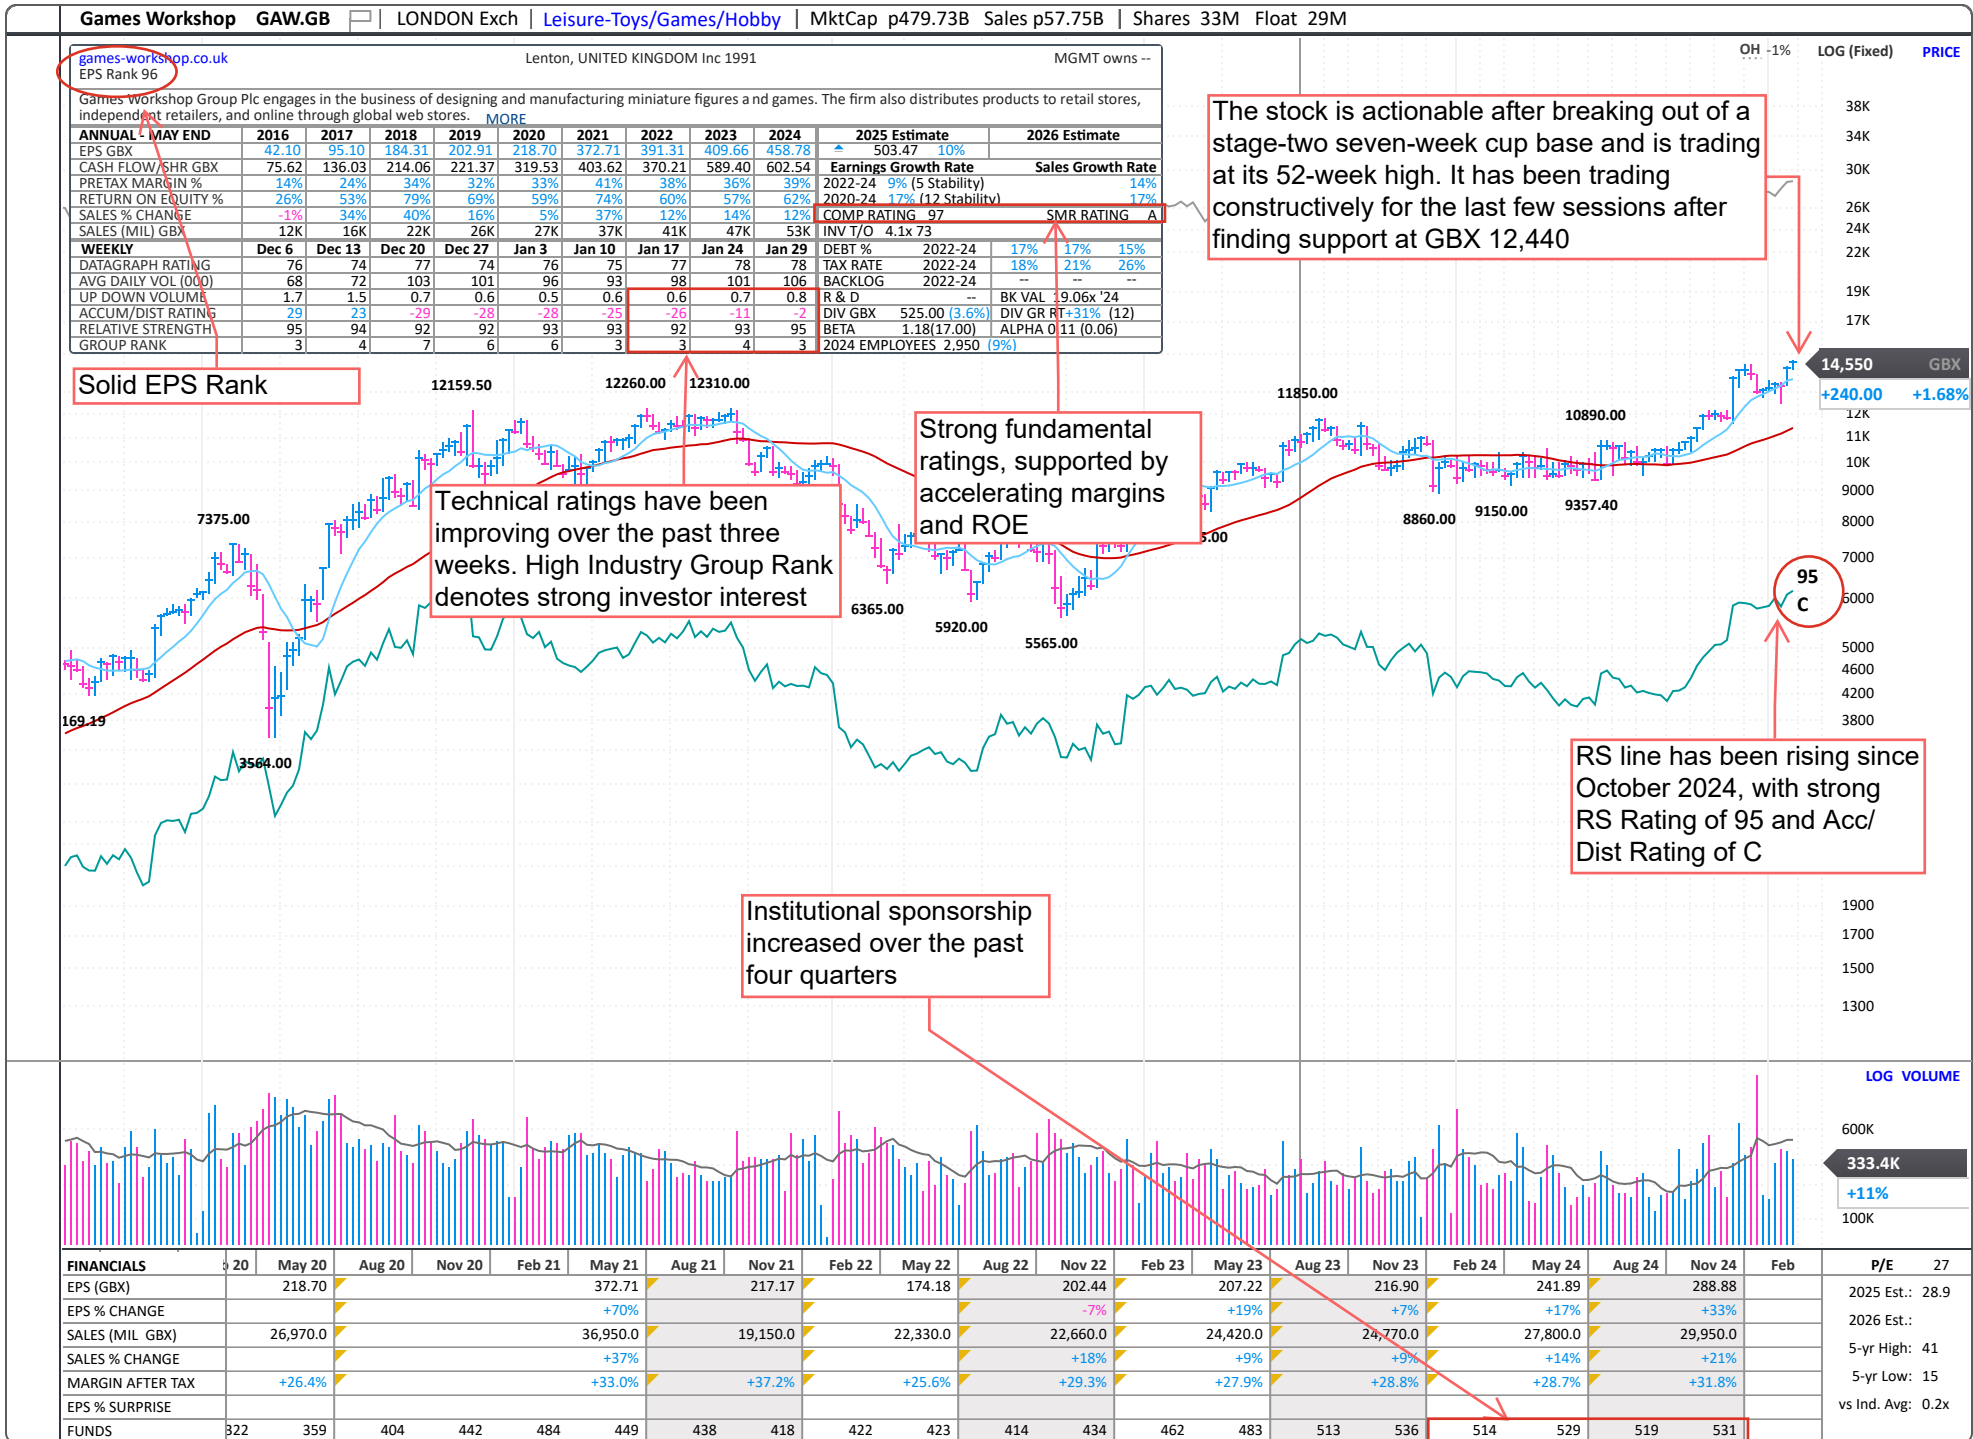 Games Workshop GAW.GB | LONDON Exch | Leisure-Toys/Games/Hobby | MktCap p479.73B Sales p57.75B | Shares 33M Float 29M
games-workshop.co.uk Lenton, UNITED KINGDOM Inc 1991 MGMT owns --
EPS Rank 96
Games Workshop Group Plc engages in the business of designing and manufacturing miniature figures and games. The firm also distributes products to retail stores,
independent retailers, and online through global web stores. MORE
ANNUAL - MAY END 2016 2017 2018 2019 2020 2021 2022 2023 2024 2025 Estimate 2026 Estimate
EPS GBX 42.10 95.10 184.31 202.91 218.70 372.71 391.31 409.66 458.78 503.47 10%
CASH FLOW/SHR GBX 75.62 136.03 214.06 221.37 319.53 403.62 370.21 589.40 602.54 Earnings Growth Rate Sales Growth Rate
PRETAX MARGIN % 14% 24% 34% 32% 33% 41% 38% 36% 39% 2022-24 9% (5 Stability) 14%
RETURN ON EQUITY % 26% 53% 79% 69% 59% 74% 60% 57% 62% 2020-24 17% (12 Stability) 17%
SALES % CHANGE -1% 34% 40% 16% 5% 37% 12% 14% 12% COMP RATING 97 SMR RATING A
SALES (MIL) GBX 12K 16K 22K 26K 27K 37K 41K 47K 53K INV T/O 4.1x 73
WEEKLY Dec 6 Dec 13 Dec 20 Dec 27 Jan 3 Jan 10 Jan 17 Jan 24 Jan 29 DEBT % 2022-24 17% 17% 15%
DATAGRAPH RATING 76 74 77 74 76 75 77 78 78 TAX RATE 2022-24 18% 21% 26%
AVG DAILY VOL (000) 68 72 103 101 96 93 98 101 106 BACKLOG 2022-24 -- -- --
UP DOWN VOLUME 1.7 1.5 0.7 0.6 0.5 0.6 0.6 0.7 0.8 R & D -- BK VAL 19.06x '24
ACCUM/DIST RATING 29 23 -29 -28 -28 -25 -26 -11 -2 DIV GBX 525.00 (3.6%) DIV GR RT +31% (12)
RELATIVE STRENGTH 95 94 92 92 93 93 92 93 95 BETA 1.18(17.00) ALPHA 0.11 (0.06)
GROUP RANK 3 4 7 6 6 3 3 4 3 2024 EMPLOYEES 2,950 (9%)
OH -1% LOG (Fixed) PRICE
The stock is actionable after breaking out of a
stage-two seven-week cup base and is trading
at its 52-week high. It has been trading
constructively for the last few sessions after
finding support at GBX 12,440
38K
34K
30K
26K
24K
22K
19K
17K
14,550 GBX
+240.00 +1.68%
12K
11K
10K
9000
8000
7000
6000
5000
4600
4200
3800
1900
1700
1500
1300
Solid EPS Rank
12159.50
12260.00
12310.00
11850.00
10890.00
Strong fundamental
ratings, supported by
accelerating margins
and ROE
Technical ratings have been
improving over the past three
weeks. High Industry Group Rank
denotes strong investor interest
7375.00
8860.00
9150.00
9357.40
5.00
6365.00
5920.00
5565.00
95
C
169.19
3564.00
RS line has been rising since
October 2024, with strong
RS Rating of 95 and Acc/
Dist Rating of C
Institutional sponsorship
increased over the past
four quarters
LOG VOLUME
600K
333.4K
+11%
100K
FINANCIALS 20 May 20 Aug 20 Nov 20 Feb 21 May 21 Aug 21 Nov 21 Feb 22 May 22 Aug 22 Nov 22 Feb 23 May 23 Aug 23 Nov 23 Feb 24 May 24 Aug 24 Nov 24 Feb P/E 27
EPS (GBX) 218.70 372.71 217.17 174.18 202.44 207.22 216.90 241.89 288.88 2025 Est.: 28.9
EPS % CHANGE +70% -7% +19% +7% +17% +33% 2026 Est.:
SALES (MIL GBX) 26,970.0 36,950.0 19,150.0 22,330.0 22,660.0 24,420.0 24,770.0 27,800.0 29,950.0
SALES % CHANGE +37% +18% +9% +9% +14% +21% 5-yr High: 41
MARGIN AFTER TAX +26.4% +33.0% +37.2% +25.6% +29.3% +27.9% +28.8% +28.7% +31.8% 5-yr Low: 15
EPS % SURPRISE vs Ind. Avg: 0.2x
FUNDS 322 359 404 442 484 449 438 418 422 423 414 434 462 483 513 536 514 529 519 531